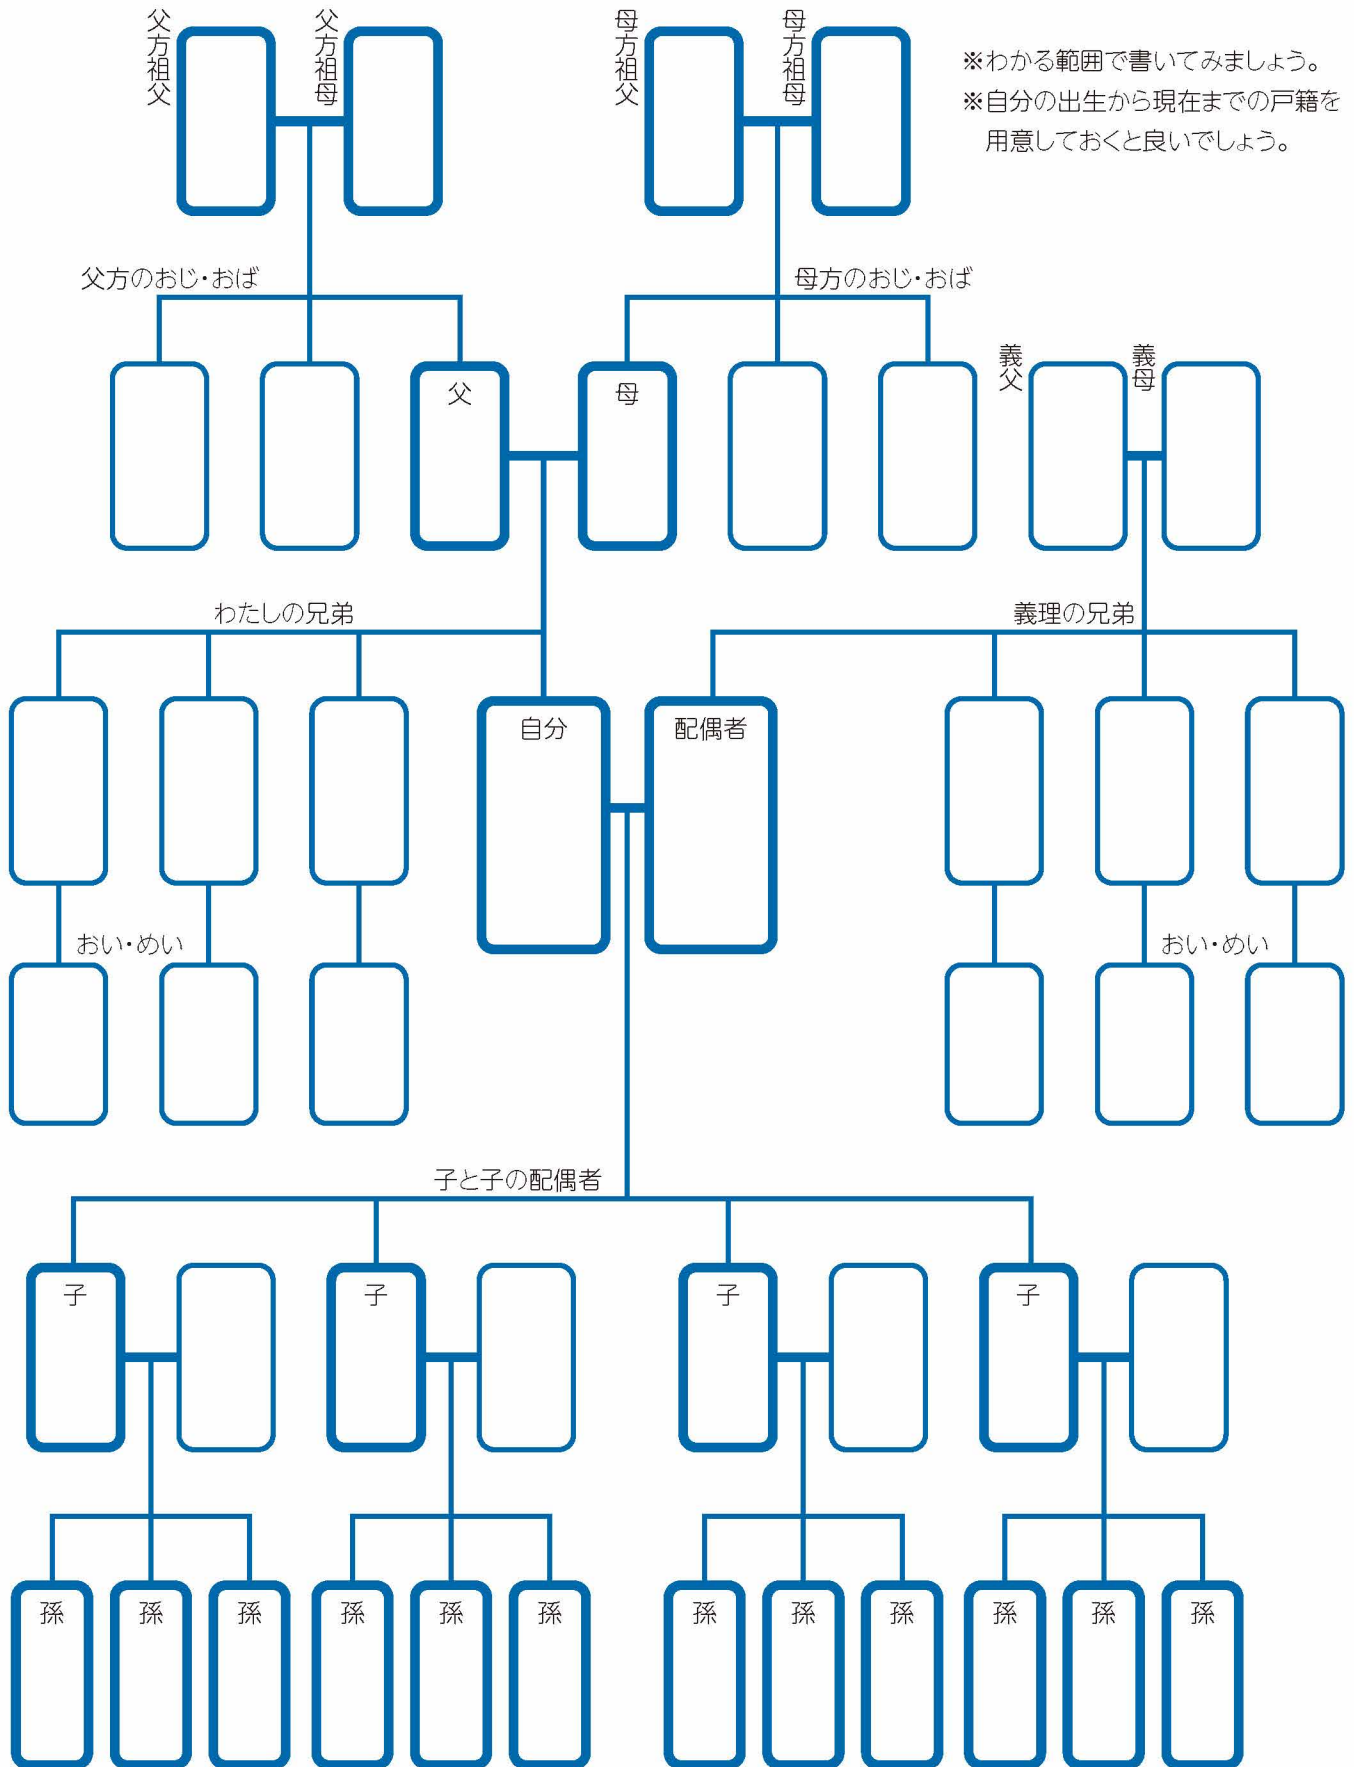 父方祖父
父方祖母
母方祖父
母方祖母
※わかる範囲で書いてみましょう。
※自分の出生から現在までの戸籍を
用意しておくと良いでしょう。
父方のおじ・おば
母方のおじ・おば
父
母
義父
義母
わたしの兄弟
義理の兄弟
自分
配偶者
おい・めい
おい・めい
子と子の配偶者
子
子
子
子
孫
孫
孫
孫
孫
孫
孫
孫
孫
孫
孫
孫